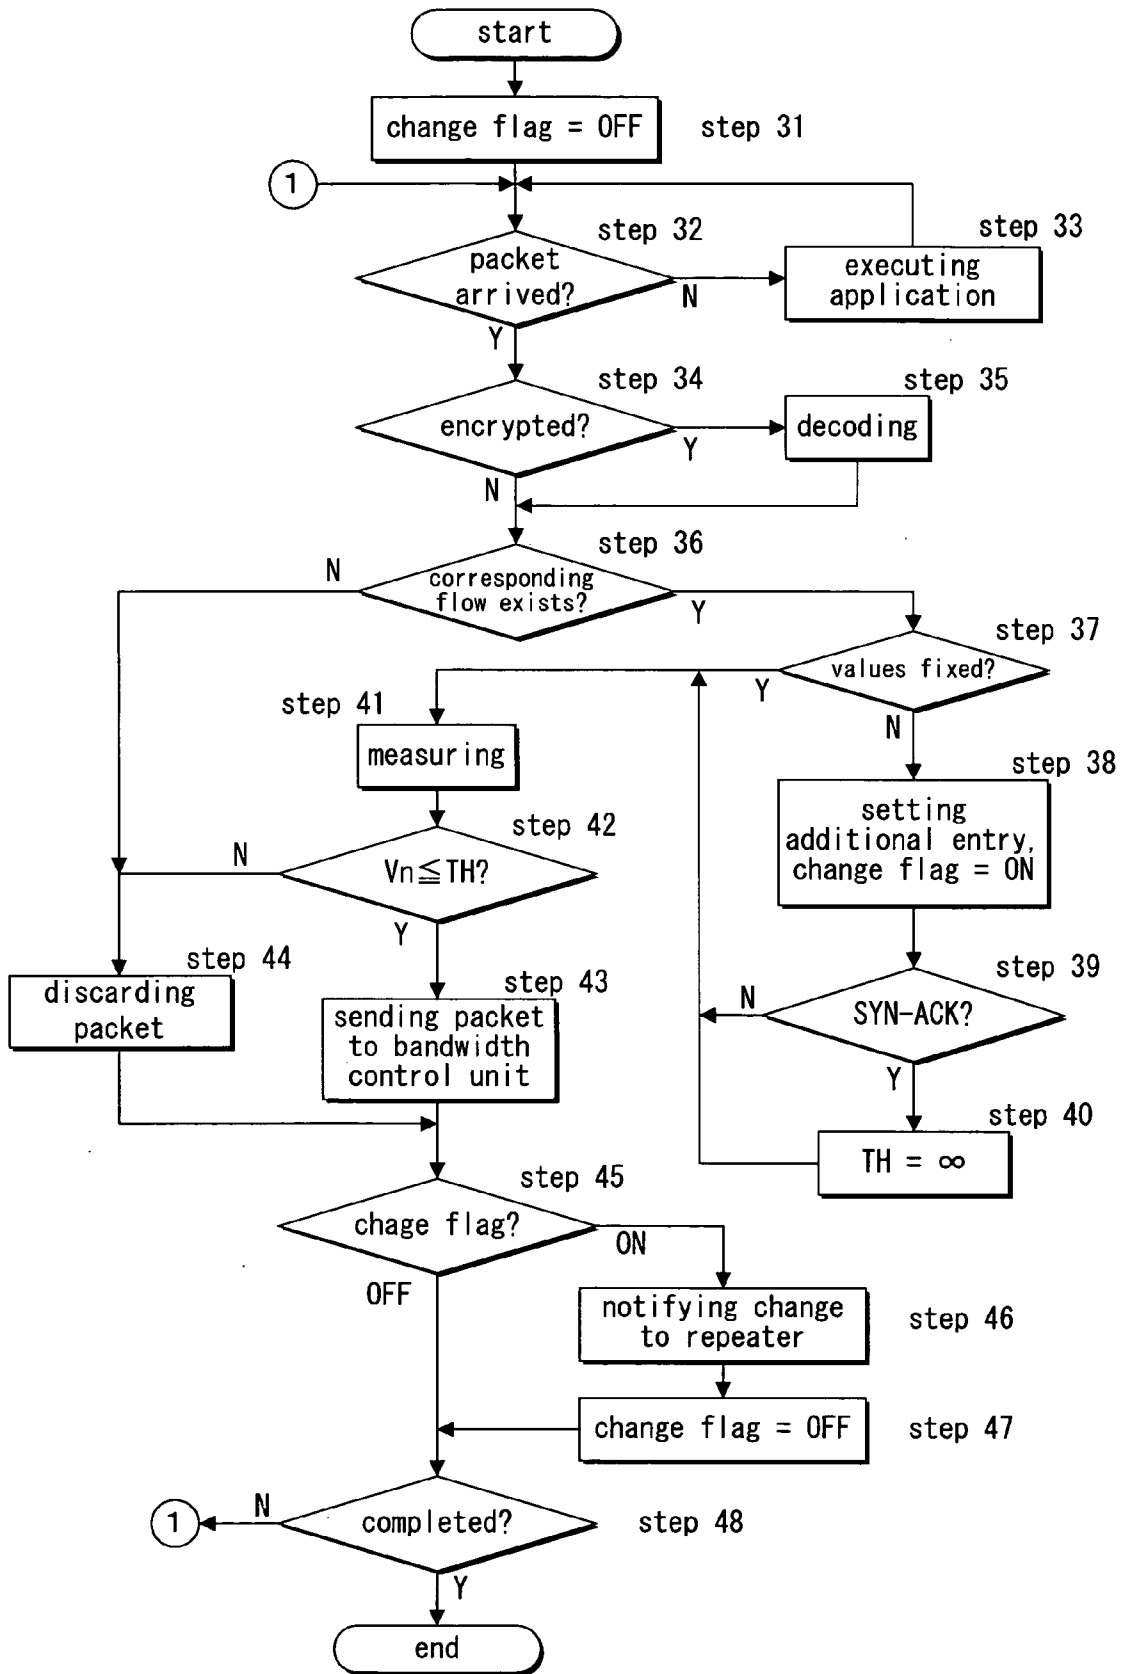 start
change flag = OFF
step 31
1
step 32
packet
arrived?
N
Y
step 33
executing
application
step 34
encrypted?
Y
N
step 35
decoding
step 36
corresponding
flow exists?
N
Y
step 37
values fixed?
Y
N
step 38
setting
additional entry,
change flag = ON
step 39
SYN-ACK?
N
Y
step 40
TH = ∞
step 41
measuring
step 42
Vn≦TH?
N
Y
step 43
sending packet
to bandwidth
control unit
step 44
discarding
packet
step 45
chage flag?
ON
OFF
notifying change
to repeater
step 46
change flag = OFF
step 47
completed?
step 48
N
1
Y
end